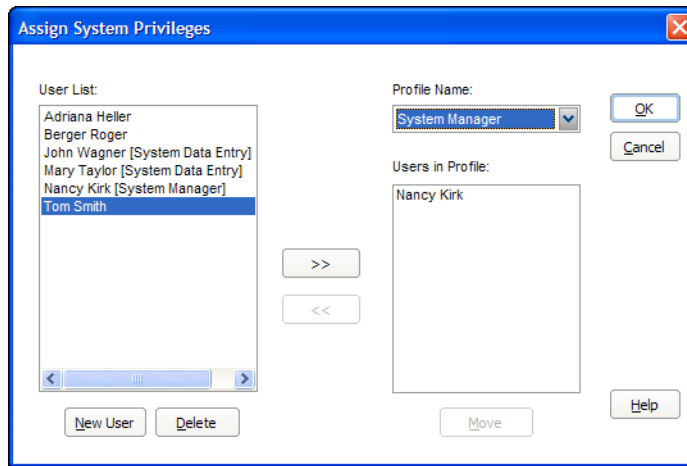 Assign System Privileges
User List:
Adriana Heller
Berger Roger
John Wagner [System Data Entry]
Mary Taylor [System Data Entry]
Nancy Kirk [System Manager]
Tom Smith
>>
<<
New User
Delete
Profile Name:
System Manager
Users in Profile:
Nancy Kirk
Move
OK
Cancel
Help